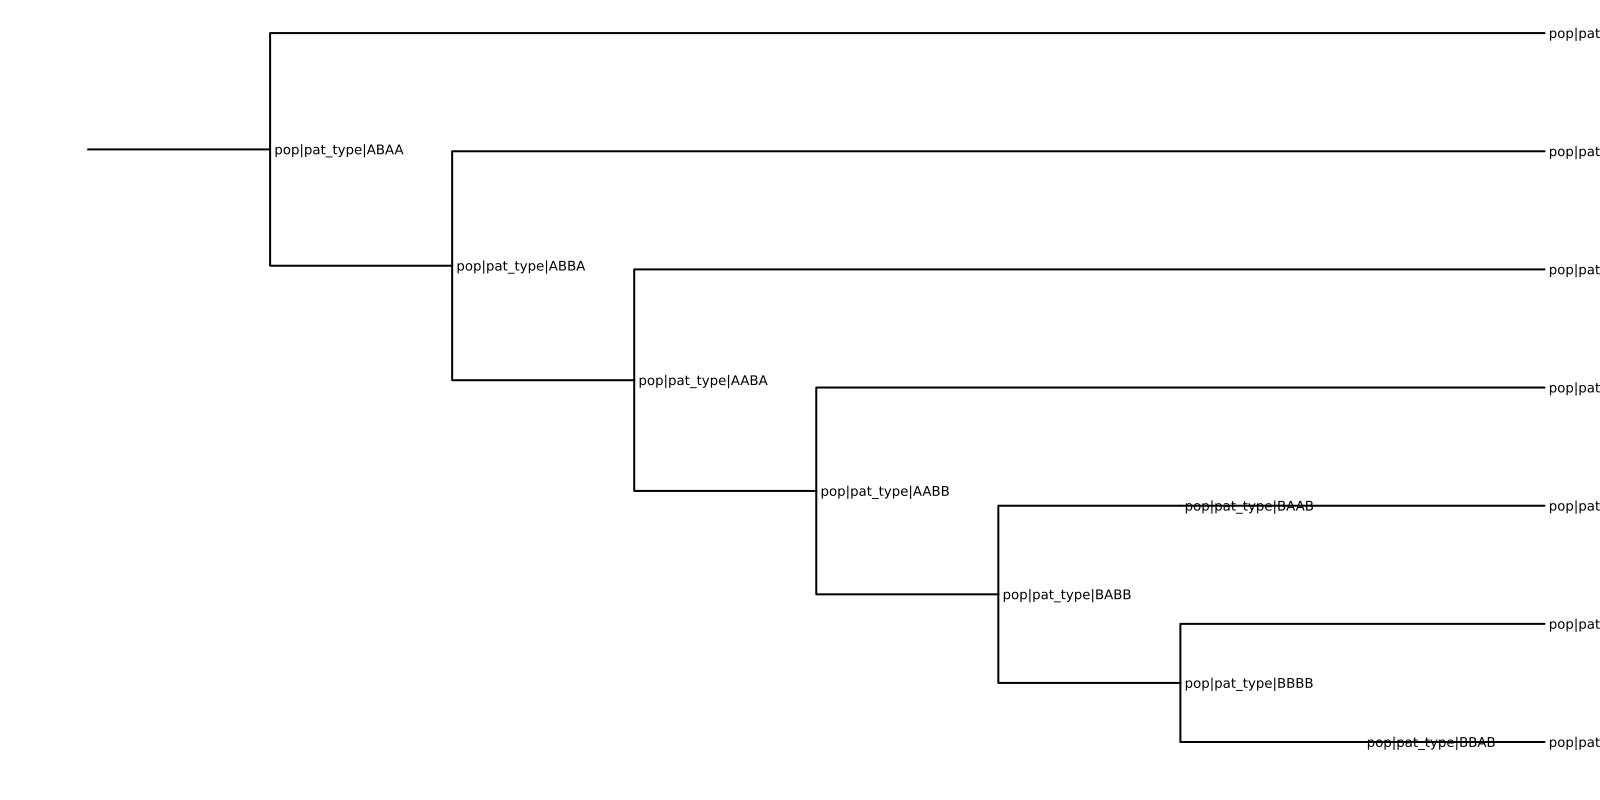 pop|pat
pop|pat_type|ABAA
pop|pat
pop|pat_type|ABBA
pop|pat
pop|pat_type|AABA
pop|pat
pop|pat_type|AABB
pop|pat_type|BAAB
pop|pat
pop|pat_type|BABB
pop|pat
pop|pat_type|BBBB
pop|pat_type|BBAB
pop|pat